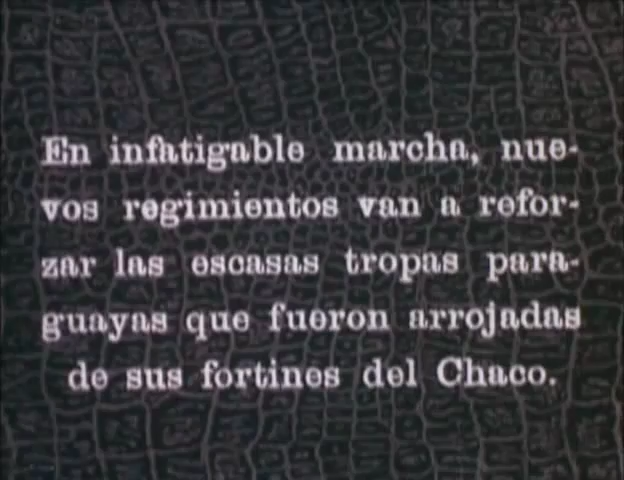 En infatigable marcha, nue-
vos regimientos van a refor-
zar las escasas tropas para-
guayas que fueron arrojadas
de sus fortines del Chaco.